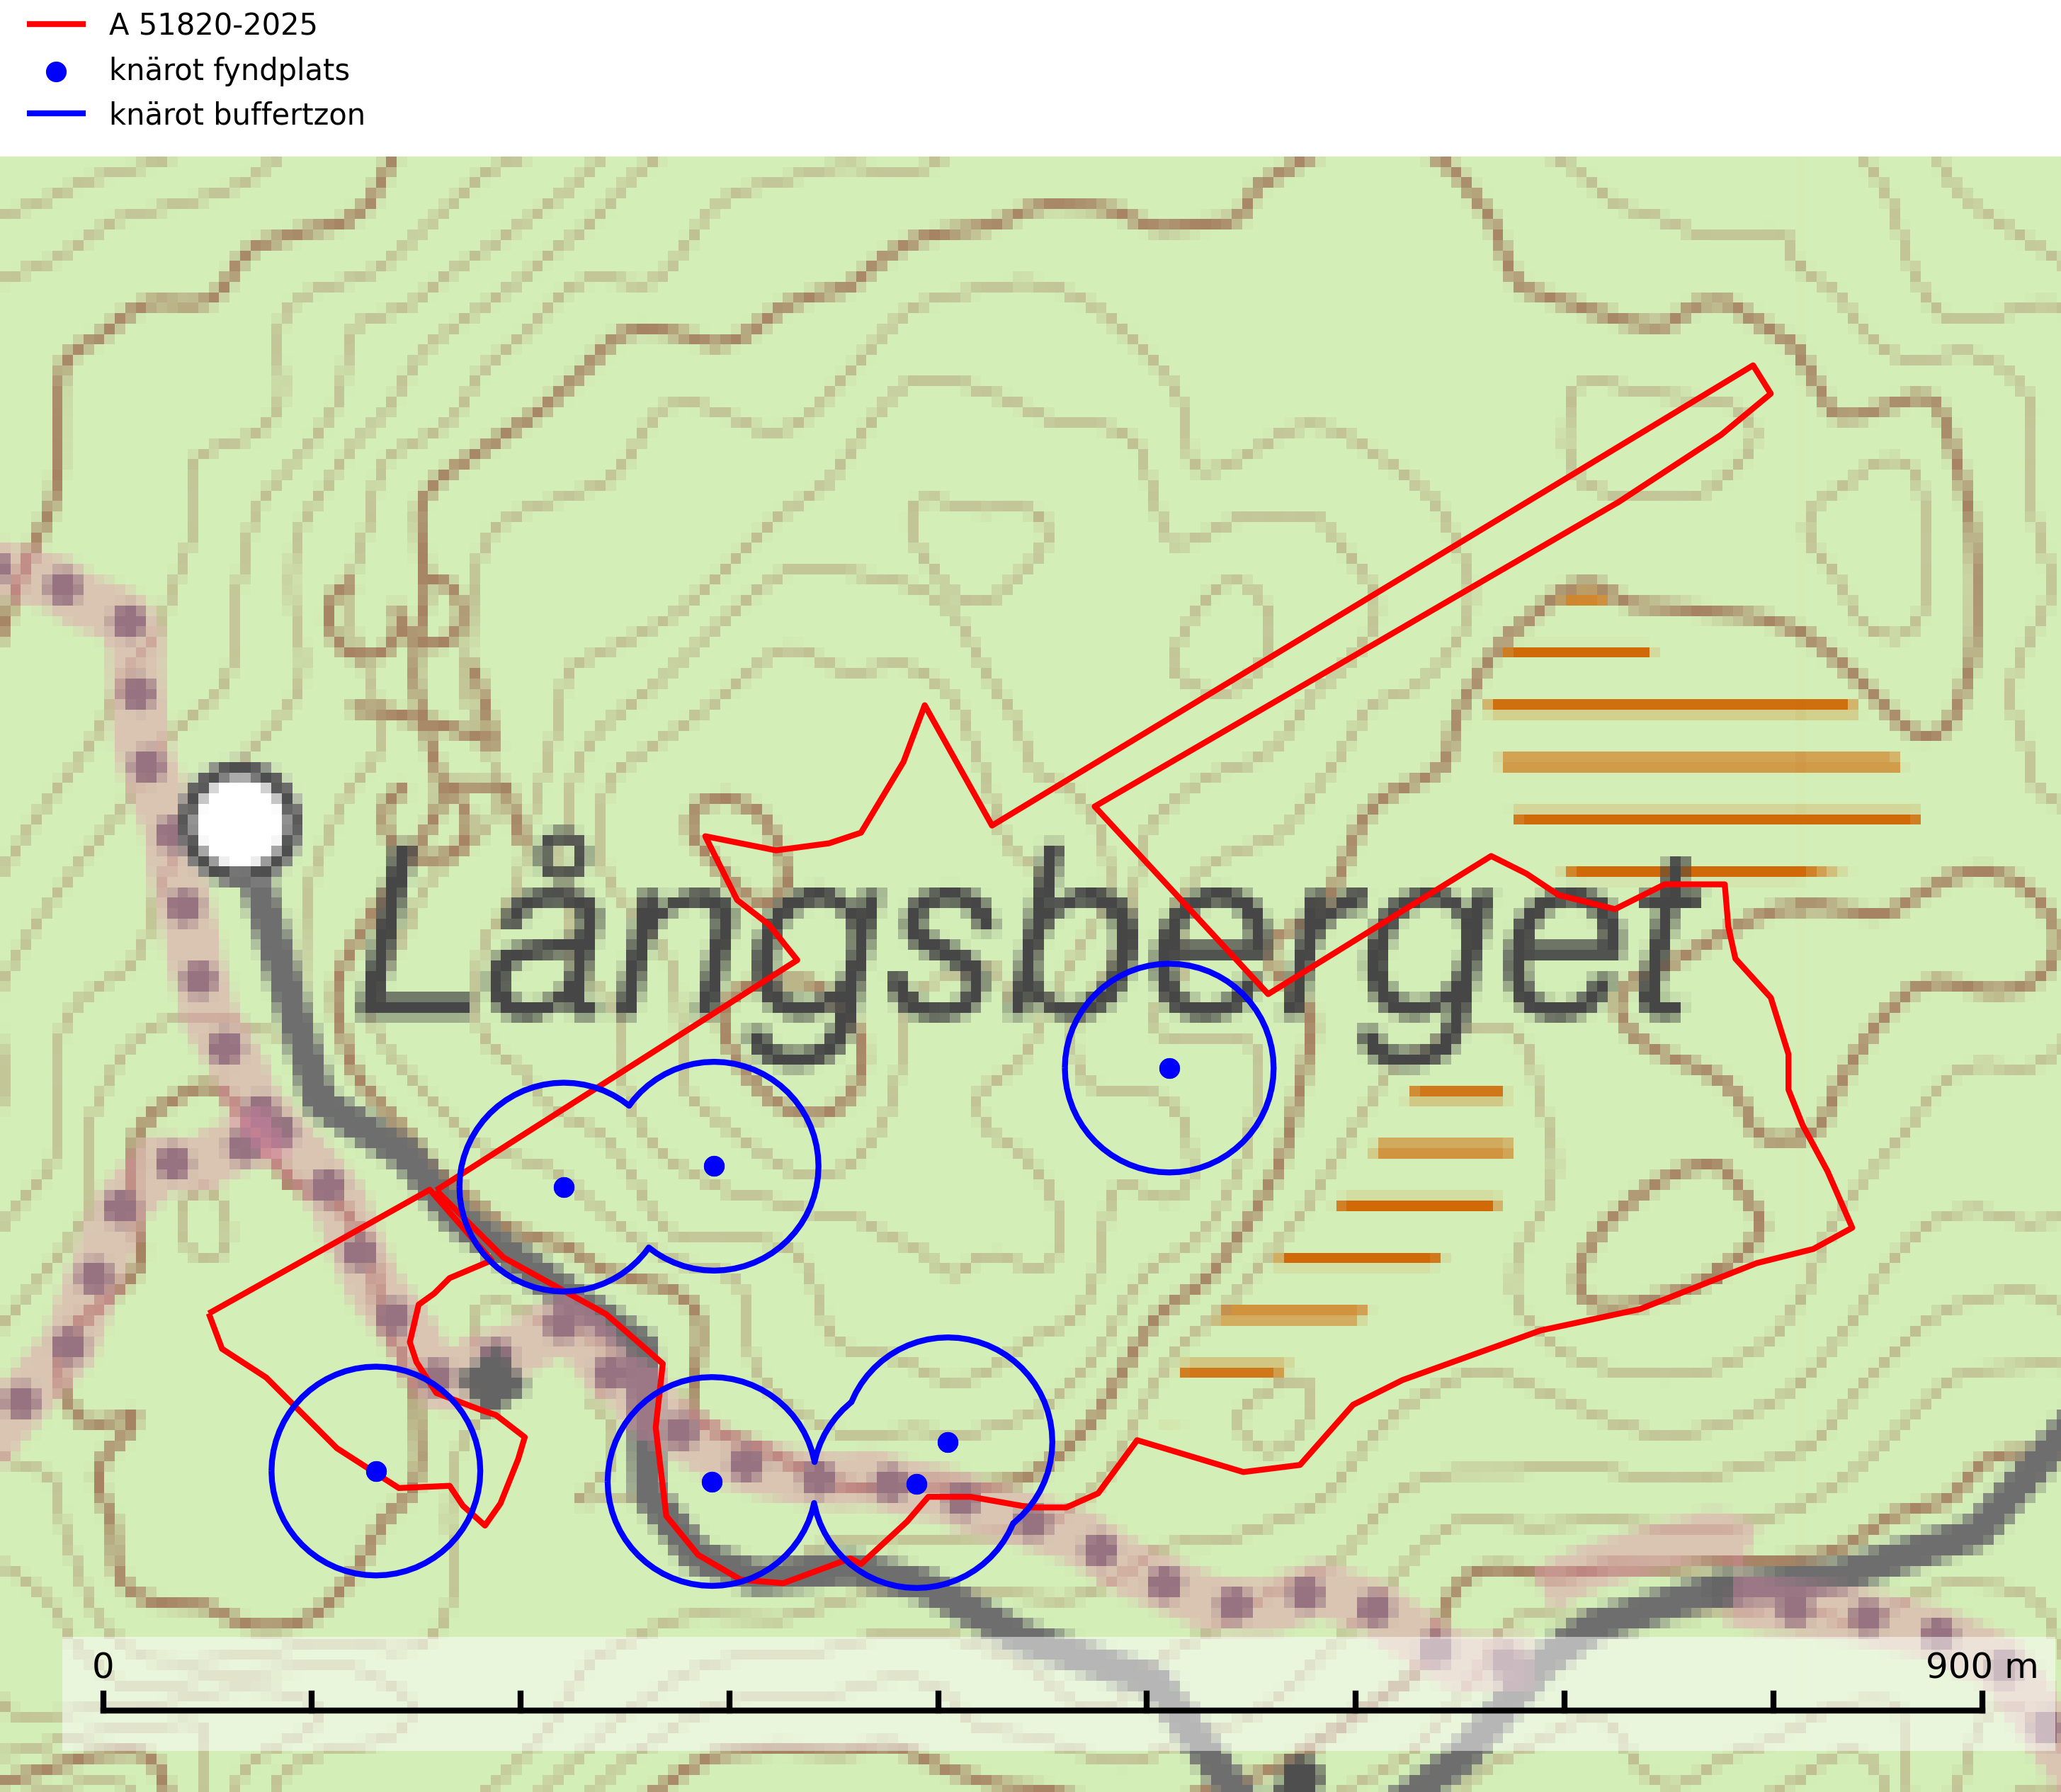 A 51820-2025
knärot fyndplats
knärot buffertzon
Långsberget
0
900 m